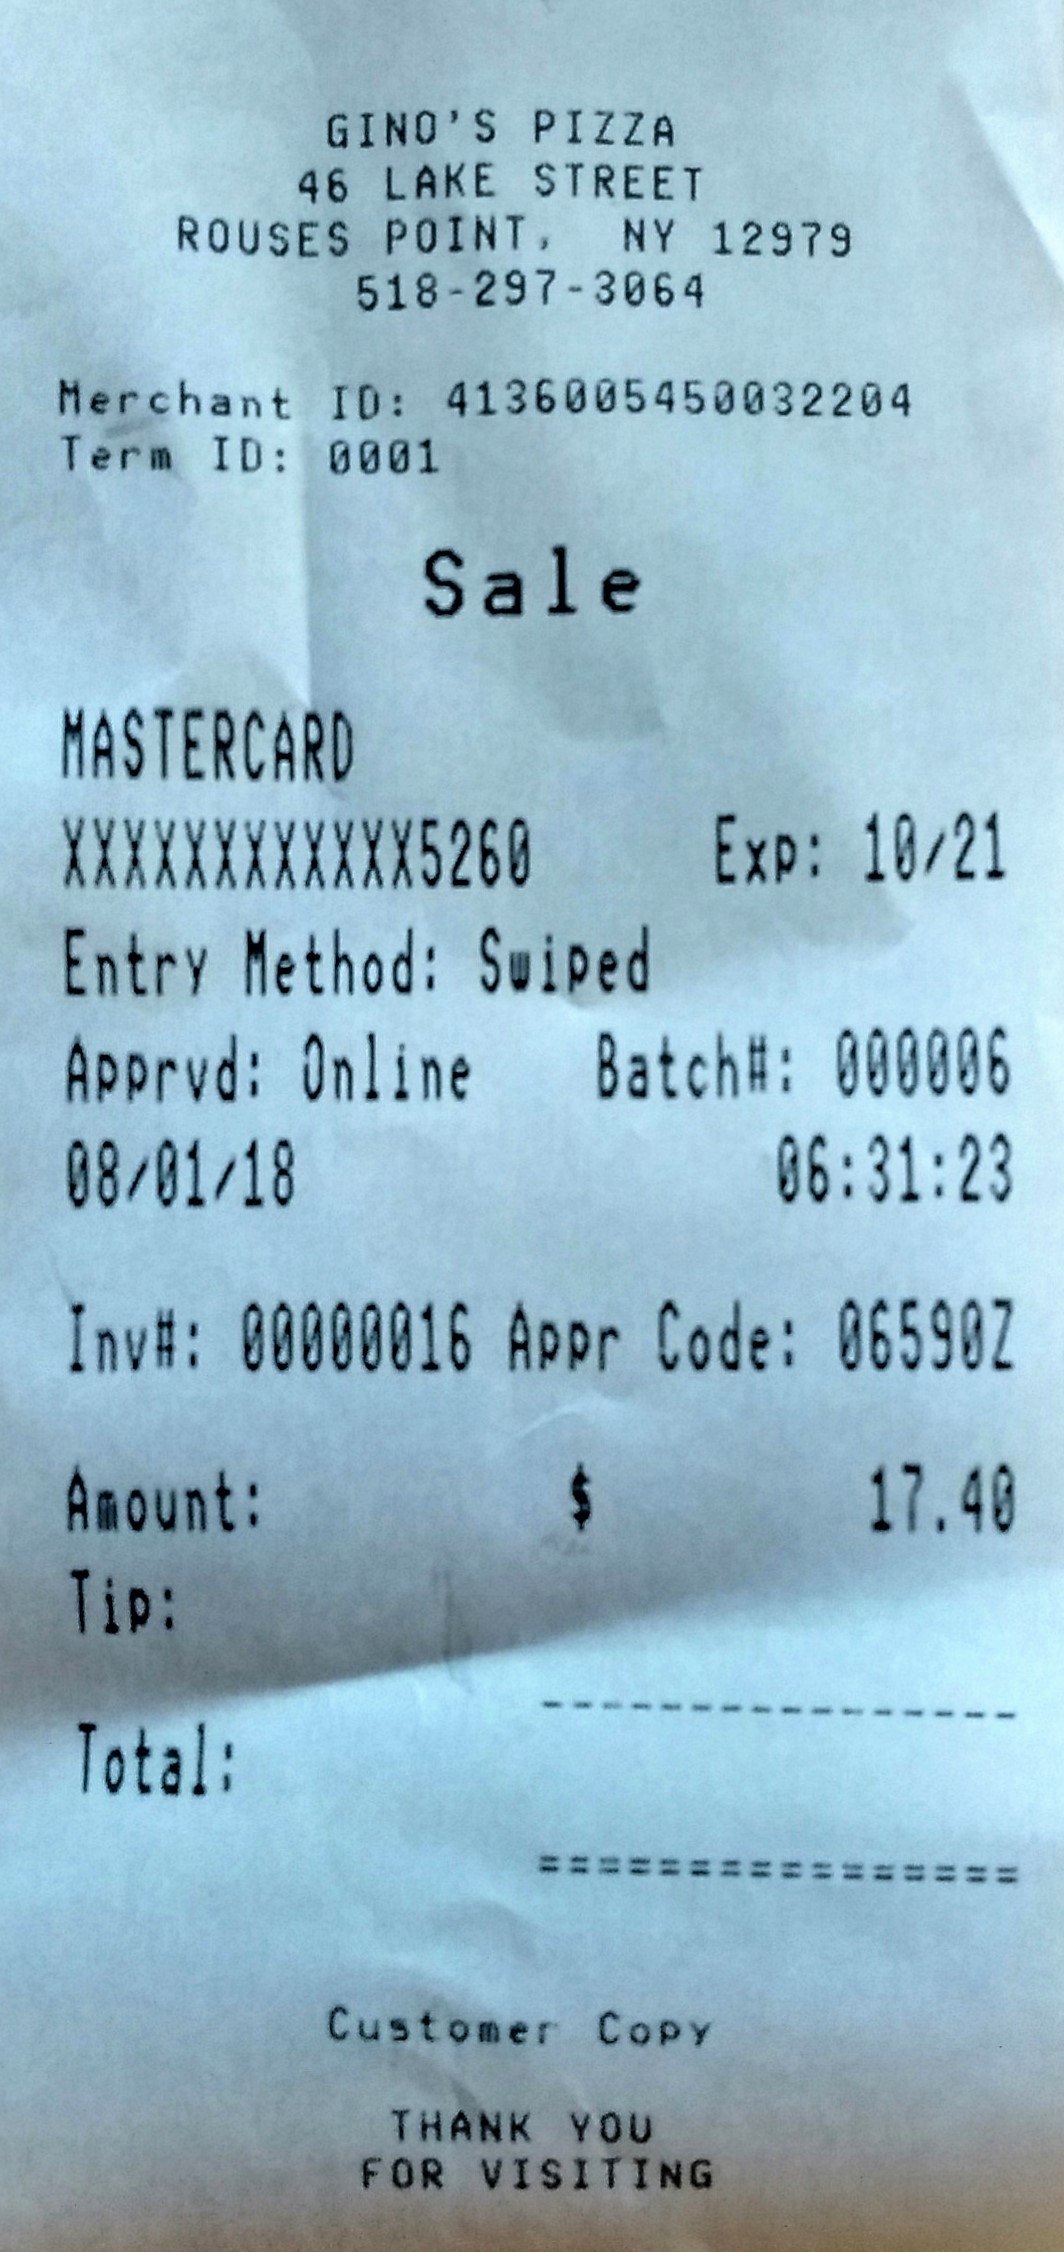 GINO'S PIZZA
46 LAKE STREET
ROUSES POINT, NY 12979
518-297-3064
Merchant ID: 4136005450032204
Term ID: 0001
Sale
MASTERCARD
XXXXXXXXXXXX5260 Exp: 10/21
Entry Method: Swiped
Apprvd: Online Batch#: 000006
08/01/18 06:31:23
Inv#: 00000016 Appr Code: 06590Z
Amount: $ 17.40
Tip:
----------------
Total:
================
Customer Copy
THANK YOU
FOR VISITING